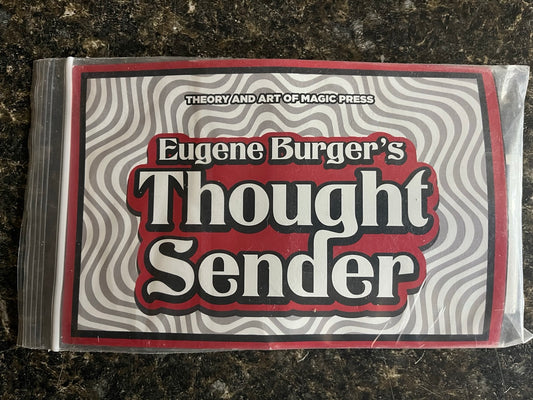 THEORY AND ART OF MAGIC PRESS
Eugene Burger's
Thought
Sender